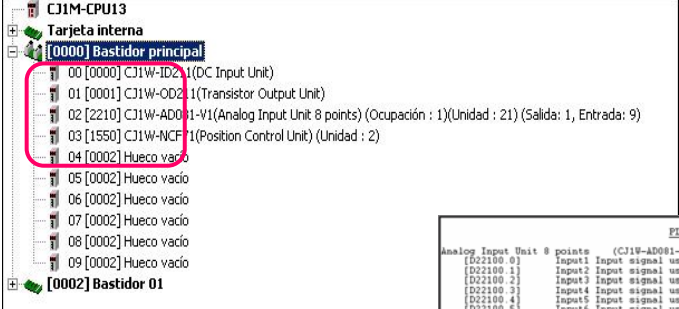 CJ1M-CPU13
Tarjeta interna
[0000] Bastidor principal
00 [0000] CJ1W-ID211(DC Input Unit)
01 [0001] CJ1W-OD211(Transistor Output Unit)
02 [2210] CJ1W-AD081-V1(Analog Input Unit 8 points) (Ocupación : 1)(Unidad : 21) (Salida: 1, Entrada: 9)
03 [1550] CJ1W-NCF71(Position Control Unit) (Unidad : 2)
04 [0002] Hueco vacío
05 [0002] Hueco vacío
06 [0002] Hueco vacío
07 [0002] Hueco vacío
08 [0002] Hueco vacío
09 [0002] Hueco vacío
[0002] Bastidor 01
Analog Input Unit 8 points (CJ1W-AD081-
[D22100.0] Input1 Input signal us
[D22100.1] Input2 Input signal us
[D22100.2] Input3 Input signal us
[D22100.3] Input4 Input signal us
[D22100.4] Input5 Input signal us